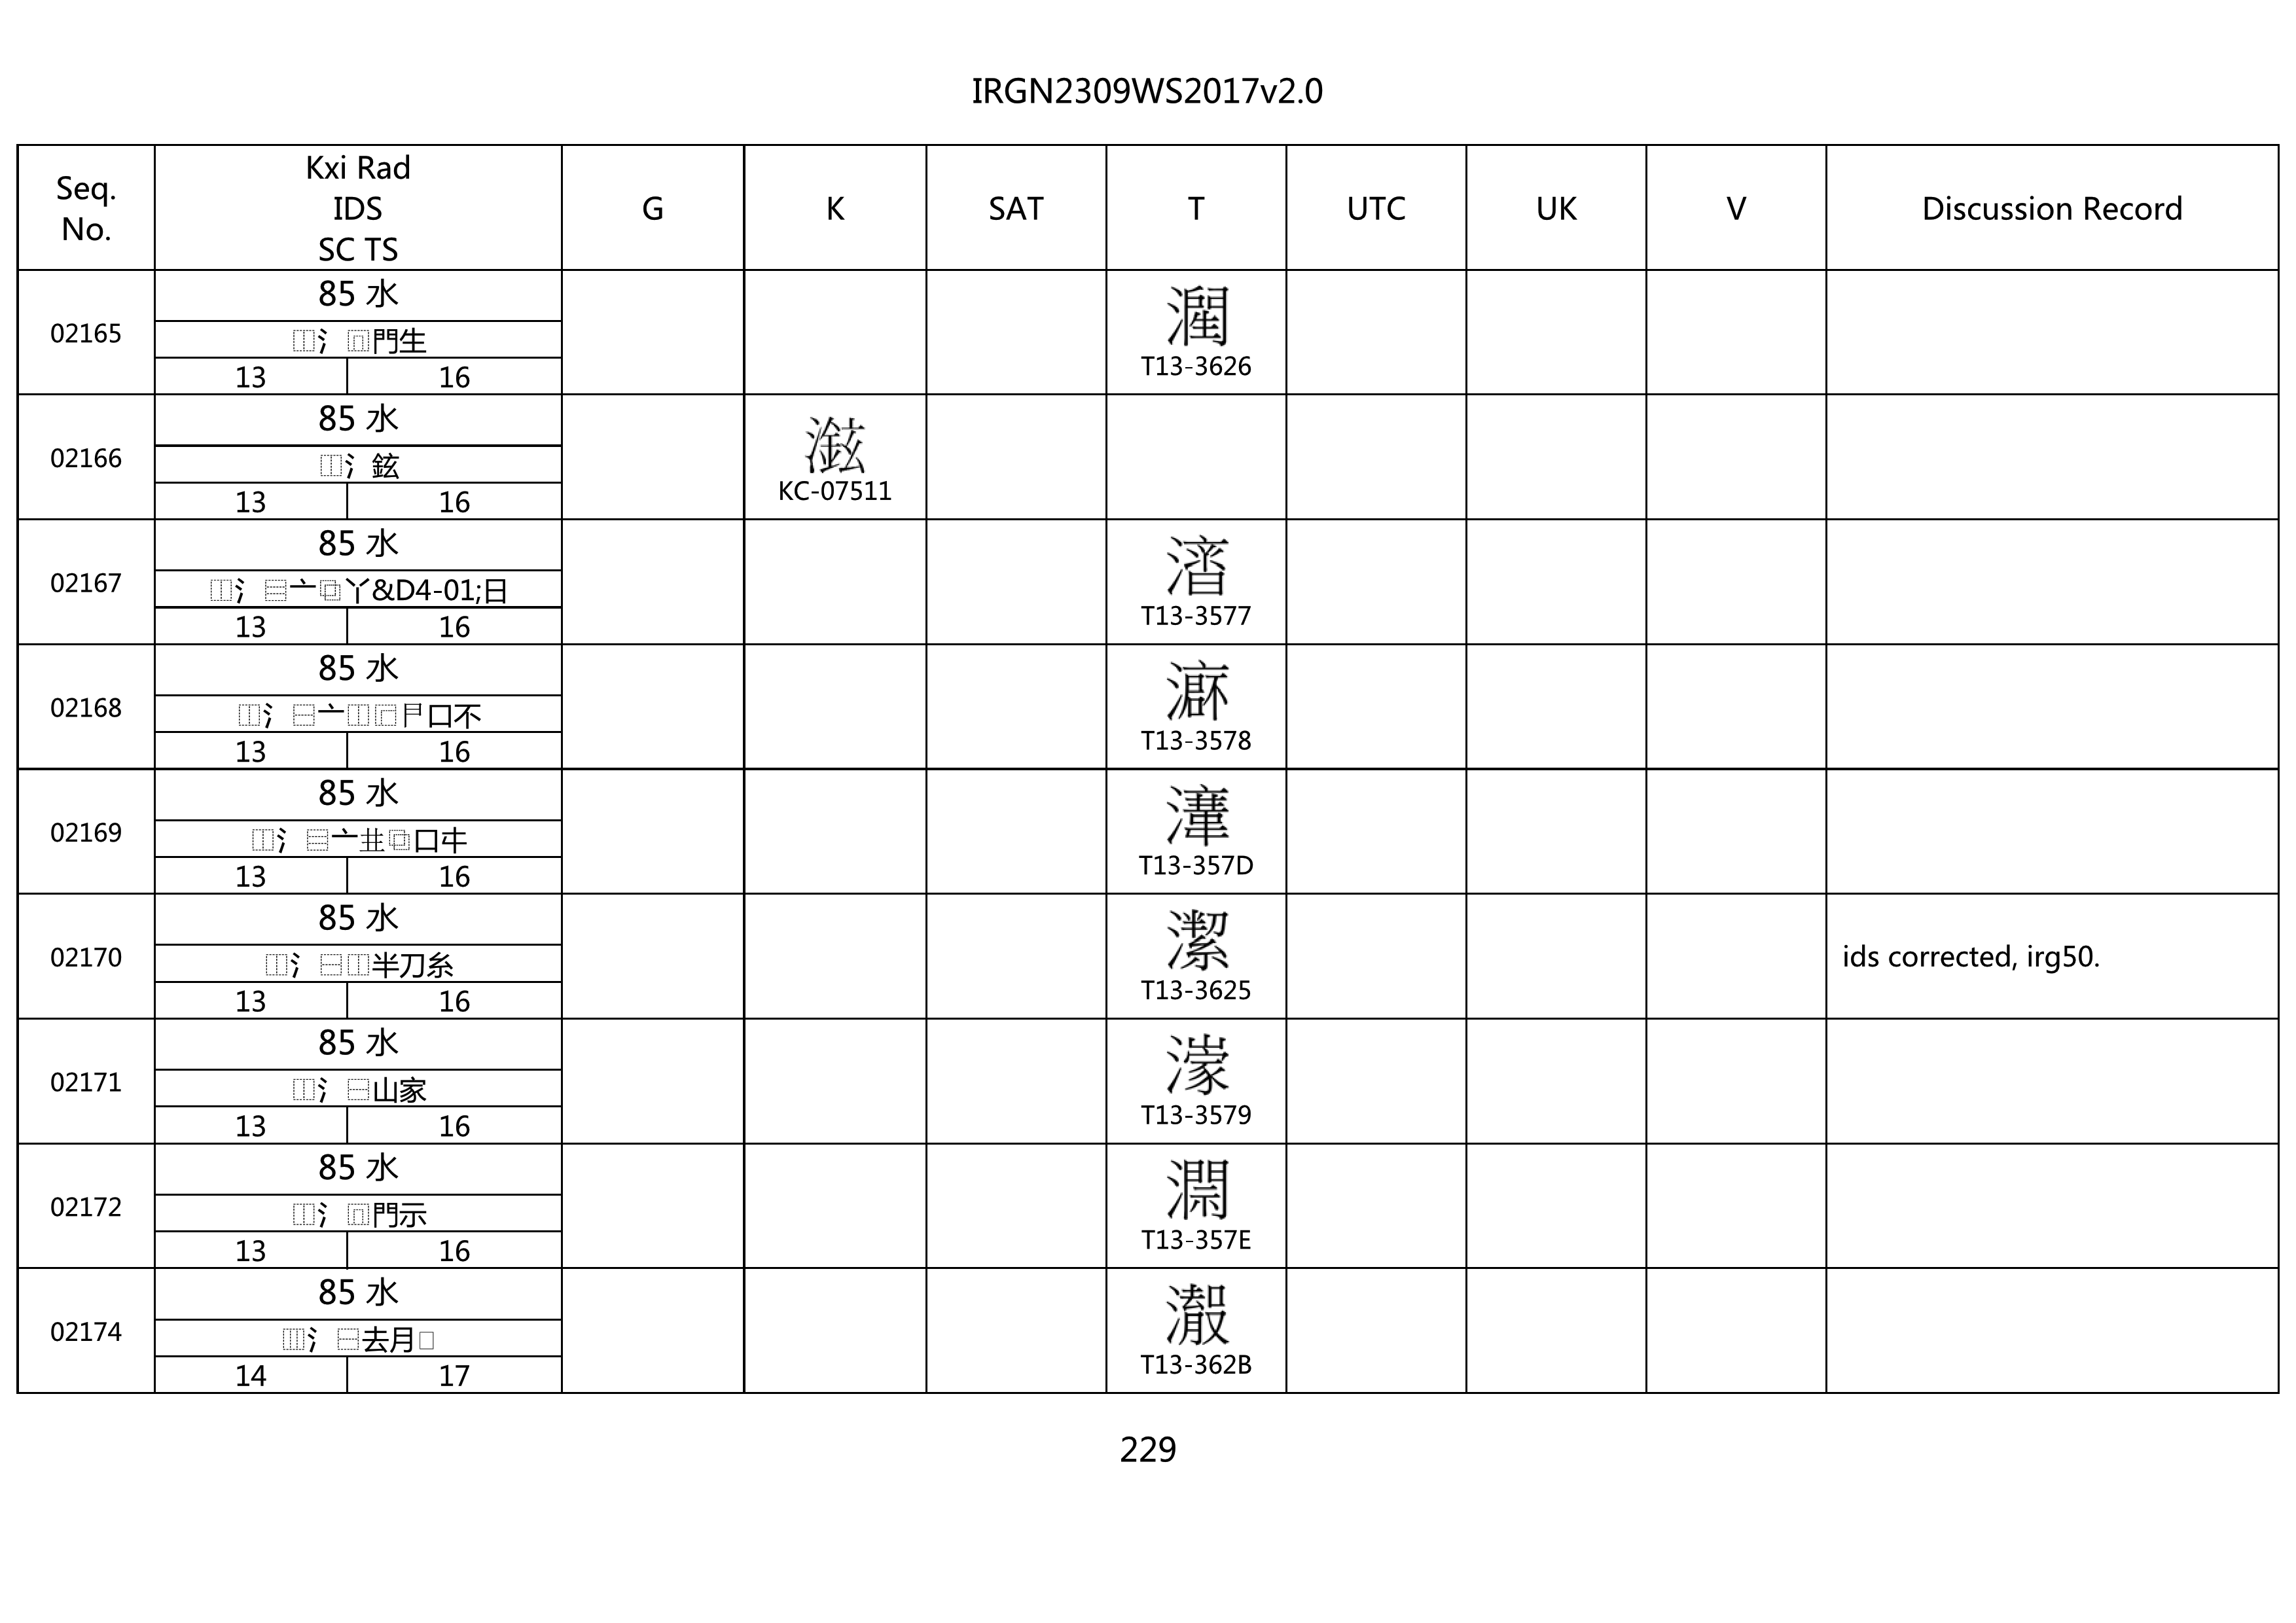 IRGN2309WS2017v2.0
Seq. No. Kxi Rad IDS SC TS G K SAT T UTC UK V Discussion Record
02165
85 水
⿰氵⿵門生
13 16
T13-3626
02166
85 水
⿰氵鉉
13 16
KC-07511
02167
85 水
⿰氵⿳亠⿻丫&D4-01;日
13 16
T13-3577
02168
85 水
⿰氵⿱亠⿰⿸𠃜口不
13 16
T13-3578
02169
85 水
⿰氵⿳亠龷⿻口㐄
13 16
T13-357D
02170
85 水
⿰氵⿱⿰半刀糸
13 16
T13-3625
ids corrected, irg50.
02171
85 水
⿰氵⿱山家
13 16
T13-3579
02172
85 水
⿰氵⿵門示
13 16
T13-357E
02174
85 水
⿲氵⿱去月
14 17
T13-362B
229